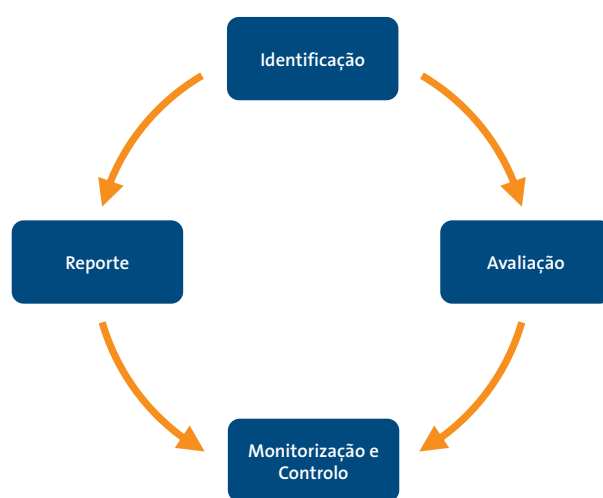 Identificação
Reporte
Avaliação
Monitorização e
Controlo